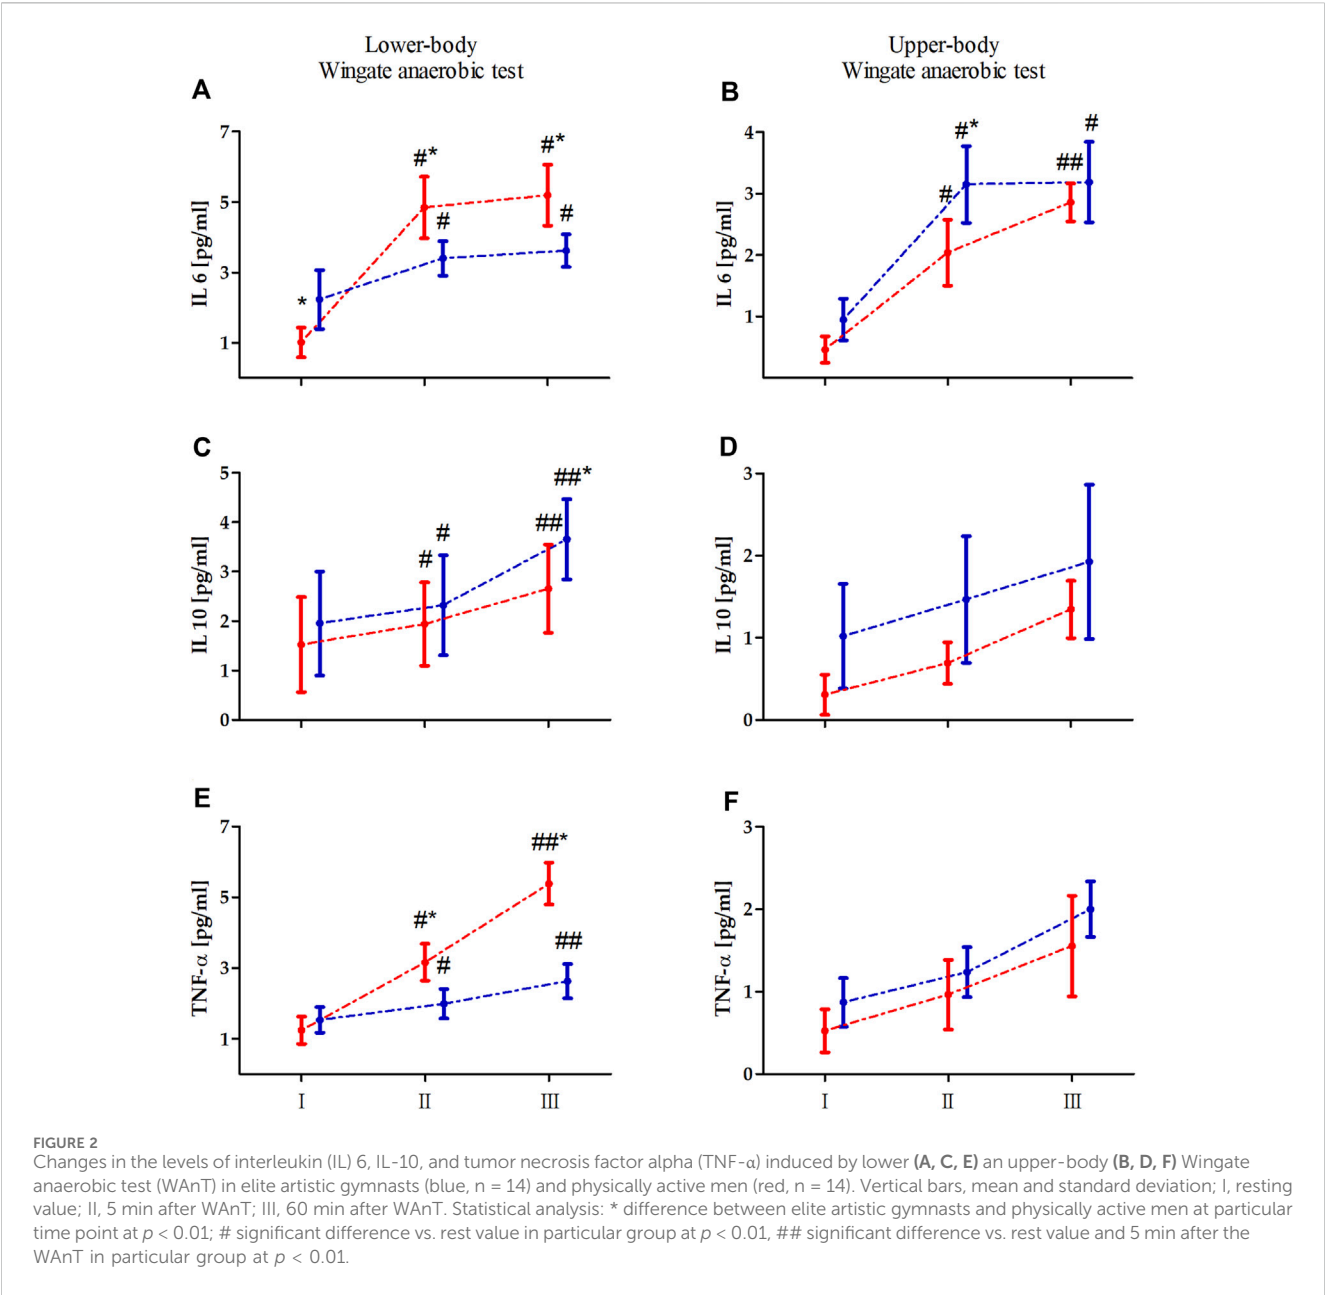 Lower-body
Wingate anaerobic test
Upper-body
Wingate anaerobic test
A
IL 6 [pg/ml]
7
5
3
1
*
#*
#
#*
#
B
IL 6 [pg/ml]
4
3
2
1
#
#*
##
#
C
IL 10 [pg/ml]
5
4
3
2
1
0
#
#
##
##*
D
IL 10 [pg/ml]
3
2
1
0
E
TNF-α [pg/ml]
7
5
3
1
#*
#
##*
##
I
II
III
F
TNF-α [pg/ml]
3
2
1
0
I
II
III
FIGURE 2
Changes in the levels of interleukin (IL) 6, IL-10, and tumor necrosis factor alpha (TNF-α) induced by lower (A, C, E) an upper-body (B, D, F) Wingate
anaerobic test (WAnT) in elite artistic gymnasts (blue, n = 14) and physically active men (red, n = 14). Vertical bars, mean and standard deviation; I, resting
value; II, 5 min after WAnT; III, 60 min after WAnT. Statistical analysis: * difference between elite artistic gymnasts and physically active men at particular
time point at p < 0.01; # significant difference vs. rest value in particular group at p < 0.01, ## significant difference vs. rest value and 5 min after the
WAnT in particular group at p < 0.01.